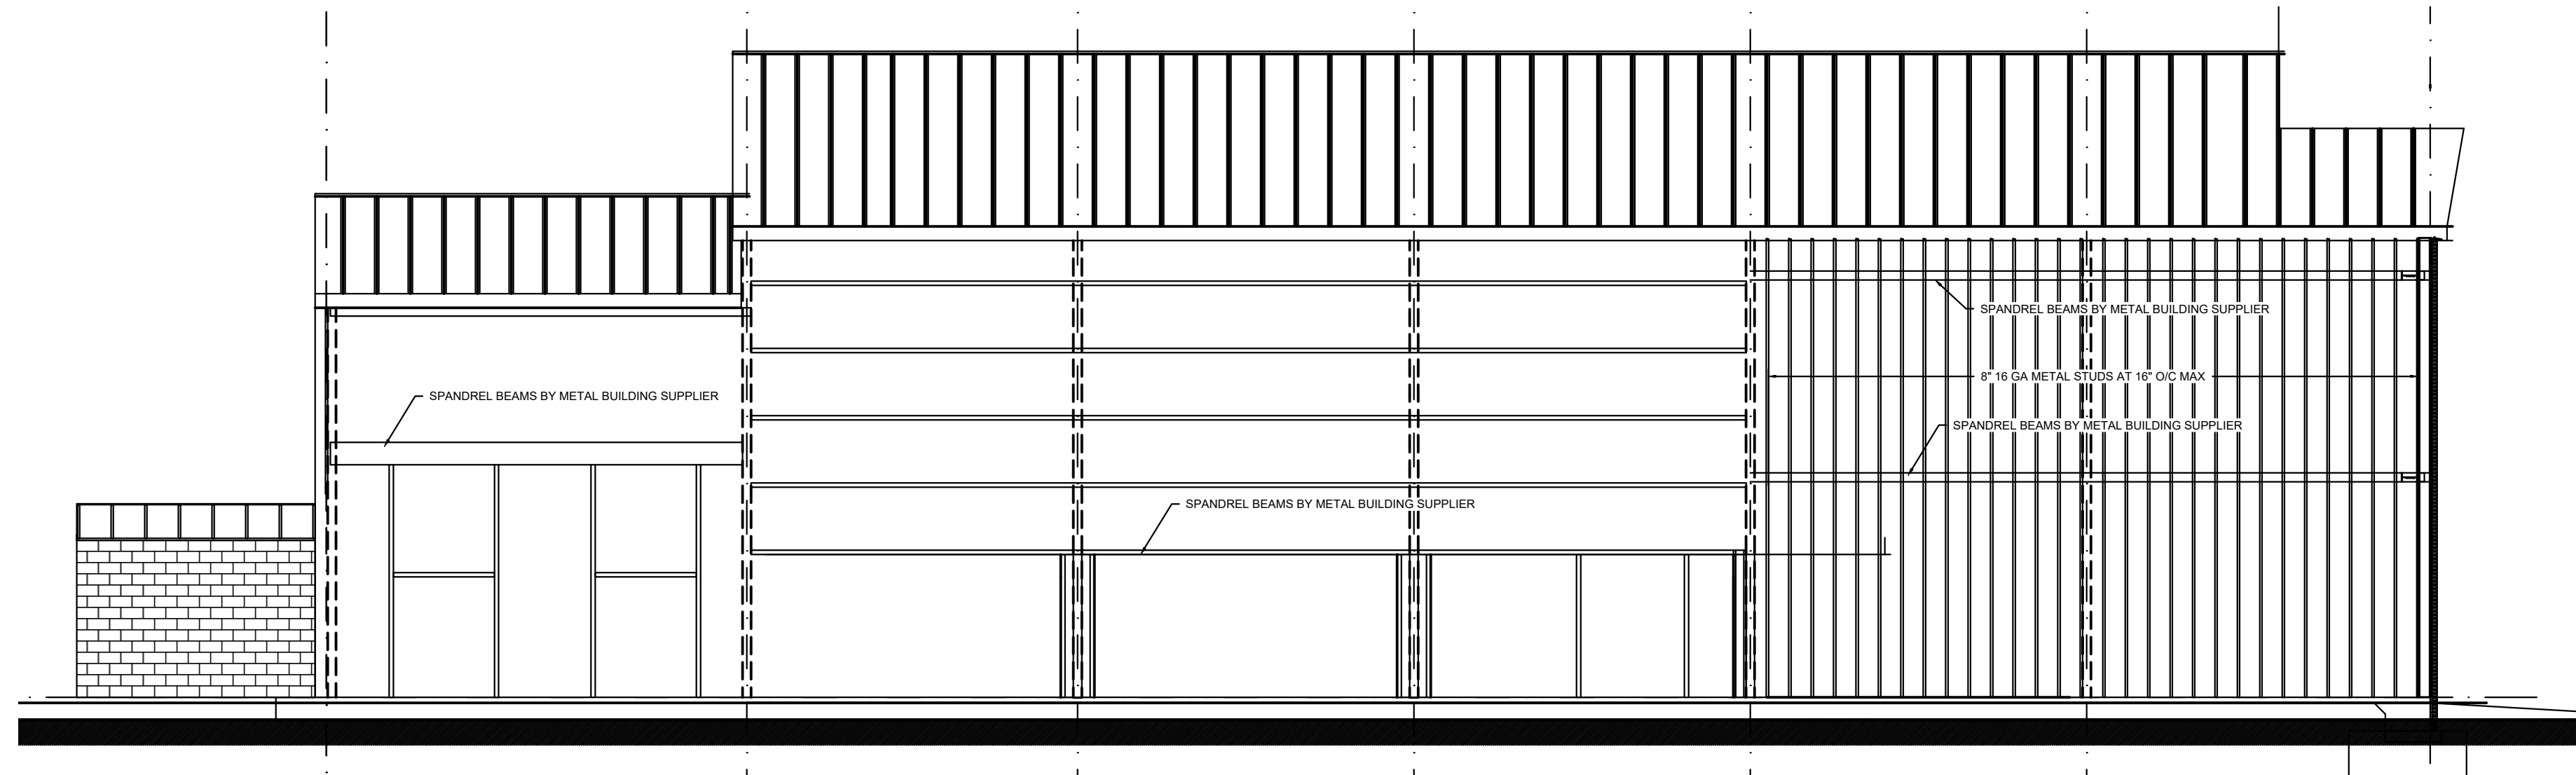 SPANDREL BEAMS BY METAL BUILDING SUPPLIER
8" 16 GA METAL STUDS AT 16" O/C MAX
SPANDREL BEAMS BY METAL BUILDING SUPPLIER
SPANDREL BEAMS BY METAL BUILDING SUPPLIER
SPANDREL BEAMS BY METAL BUILDING SUPPLIER